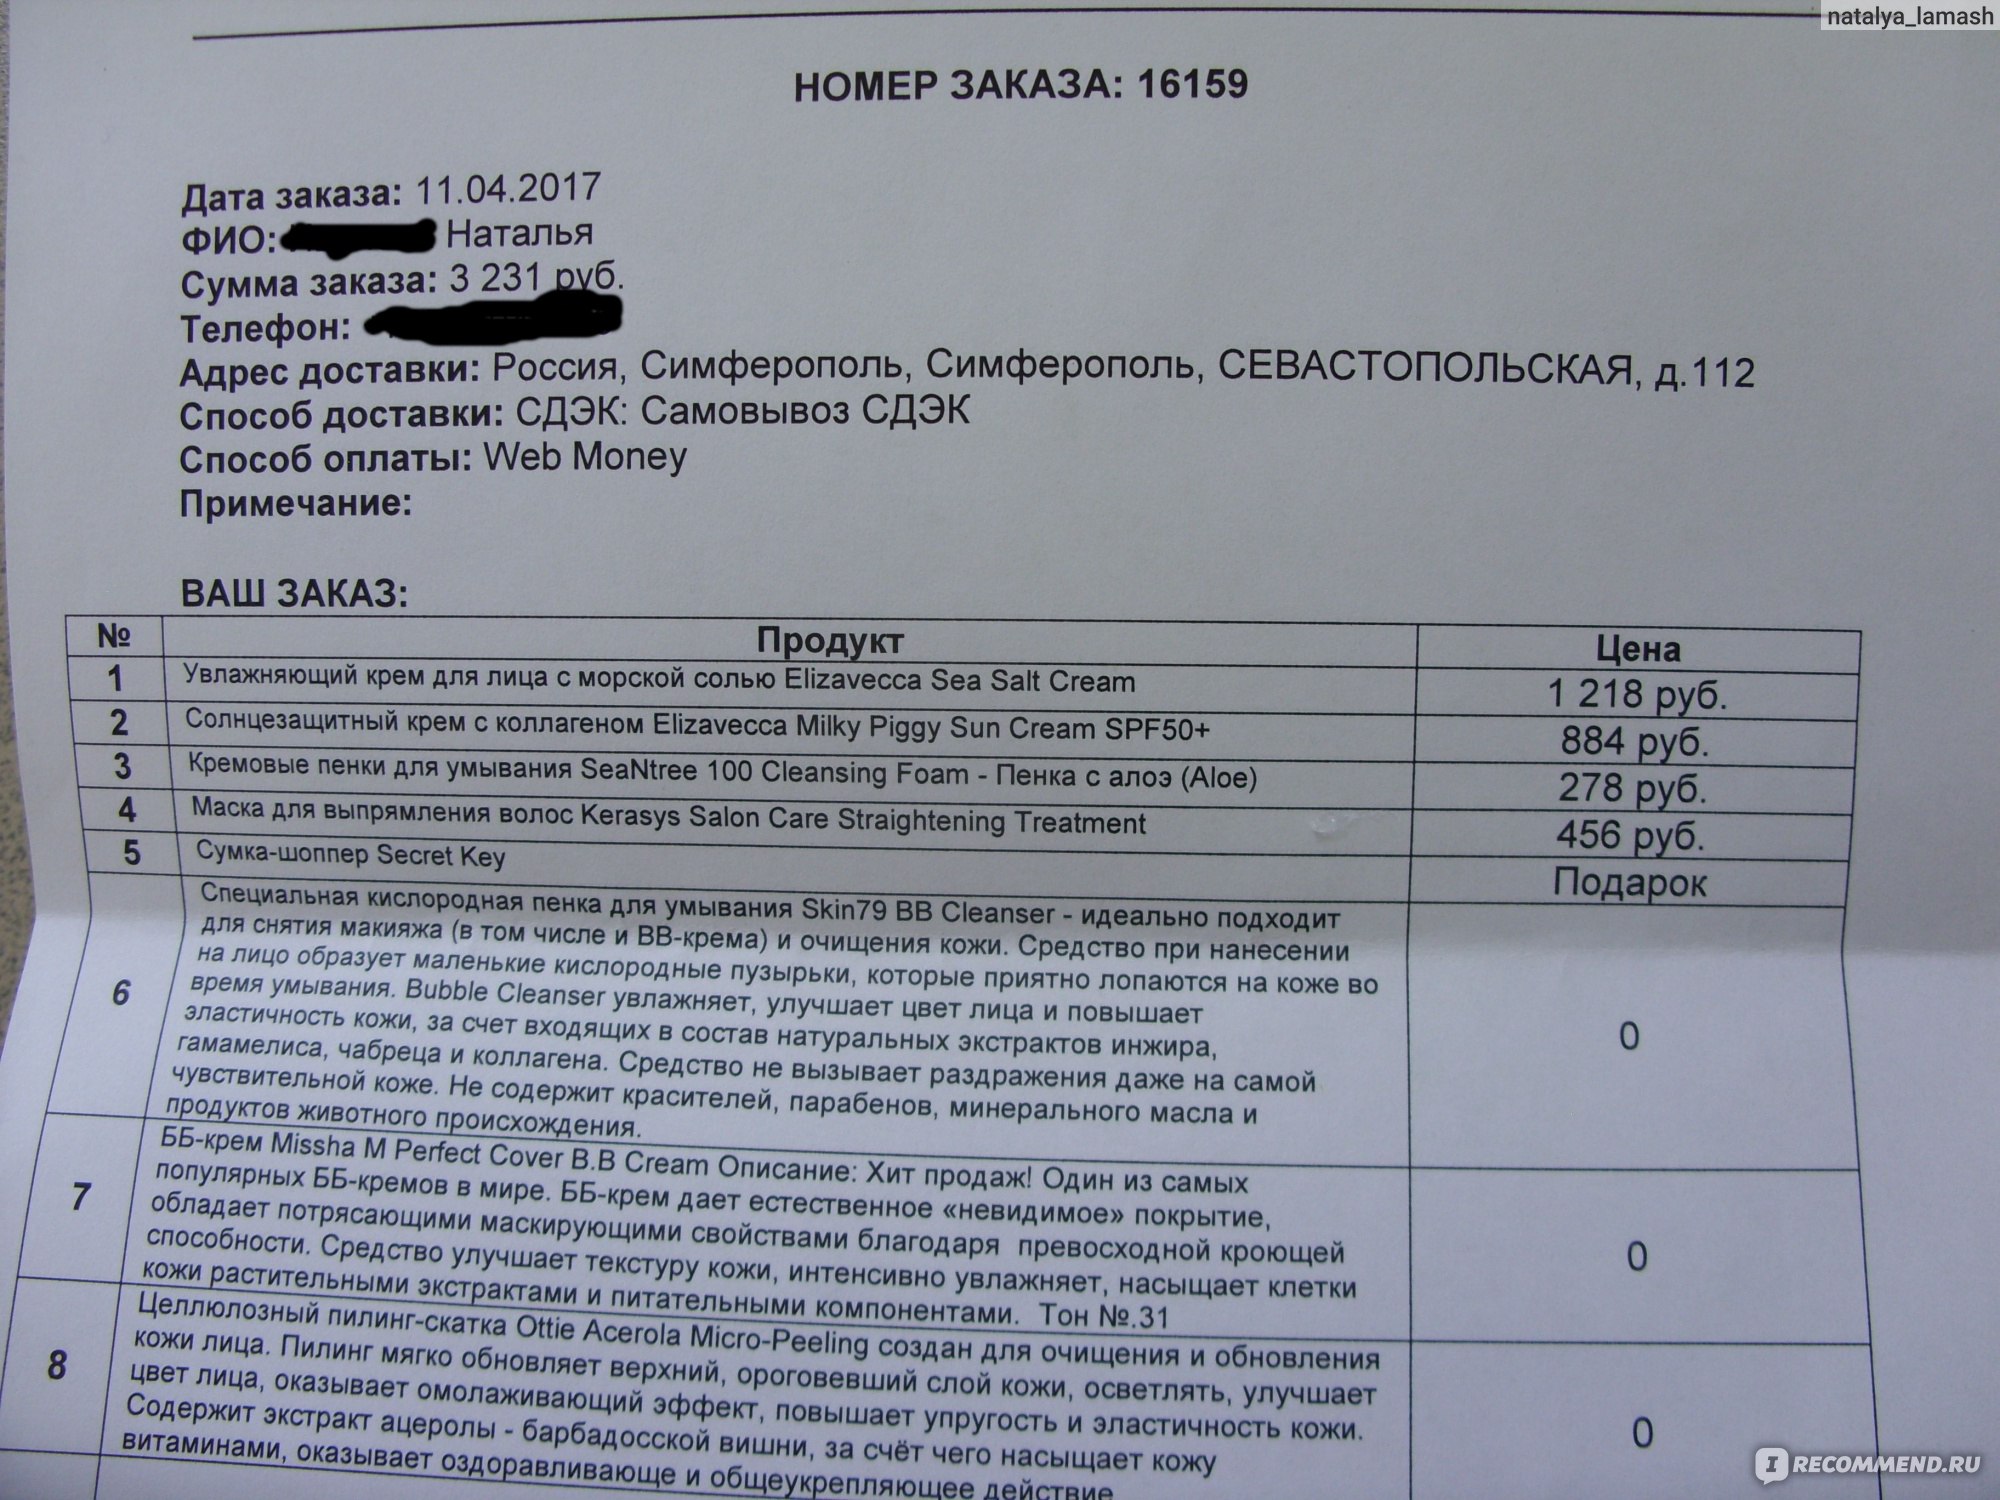 natalya_lamash
НОМЕР ЗАКАЗА: 16159
Дата заказа: 11.04.2017
ФИО: Наталья
Сумма заказа: 3 231 руб.
Телефон:
Адрес доставки: Россия, Симферополь, Симферополь, СЕВАСТОПОЛЬСКАЯ, д.112
Способ доставки: СДЭК: Самовывоз СДЭК
Способ оплаты: Web Money
Примечание:
ВАШ ЗАКАЗ:
№ Продукт Цена
1 Увлажняющий крем для лица с морской солью Elizavecca Sea Salt Cream 1 218 руб.
2 Солнцезащитный крем с коллагеном Elizavecca Milky Piggy Sun Cream SPF50+ 884 руб.
3 Кремовые пенки для умывания SeaNtree 100 Cleansing Foam - Пенка с алоэ (Aloe) 278 руб.
4 Маска для выпрямления волос Kerasys Salon Care Straightening Treatment 456 руб.
5 Сумка-шоппер Secret Key Подарок
Специальная кислородная пенка для умывания Skin79 BB Cleanser - идеально подходит
для снятия макияжа (в том числе и ВВ-крема) и очищения кожи. Средство при нанесении
на лицо образует маленькие кислородные пузырьки, которые приятно лопаются на коже во
6 время умывания. Bubble Cleanser увлажняет, улучшает цвет лица и повышает 0
эластичность кожи, за счет входящих в состав натуральных экстрактов инжира,
гамамелиса, чабреца и коллагена. Средство не вызывает раздражения даже на самой
чувствительной коже. Не содержит красителей, парабенов, минерального масла и
продуктов животного происхождения.
ББ-крем Missha M Perfect Cover B.B Cream Описание: Хит продаж! Один из самых
популярных ББ-кремов в мире. ББ-крем дает естественное «невидимое» покрытие,
7 обладает потрясающими маскирующими свойствами благодаря превосходной кроющей 0
способности. Средство улучшает текстуру кожи, интенсивно увлажняет, насыщает клетки
кожи растительными экстрактами и питательными компонентами. Тон №.31
Целлюлозный пилинг-скатка Ottie Acerola Micro-Peeling создан для очищения и обновления
кожи лица. Пилинг мягко обновляет верхний, ороговевший слой кожи, осветлять, улучшает
8 цвет лица, оказывает омолаживающий эффект, повышает упругость и эластичность кожи. 0
Содержит экстракт ацеролы - барбадосской вишни, за счёт чего насыщает кожу
витаминами, оказывает оздоравливающе и общеукрепляющее действие
I RECOMMEND.RU